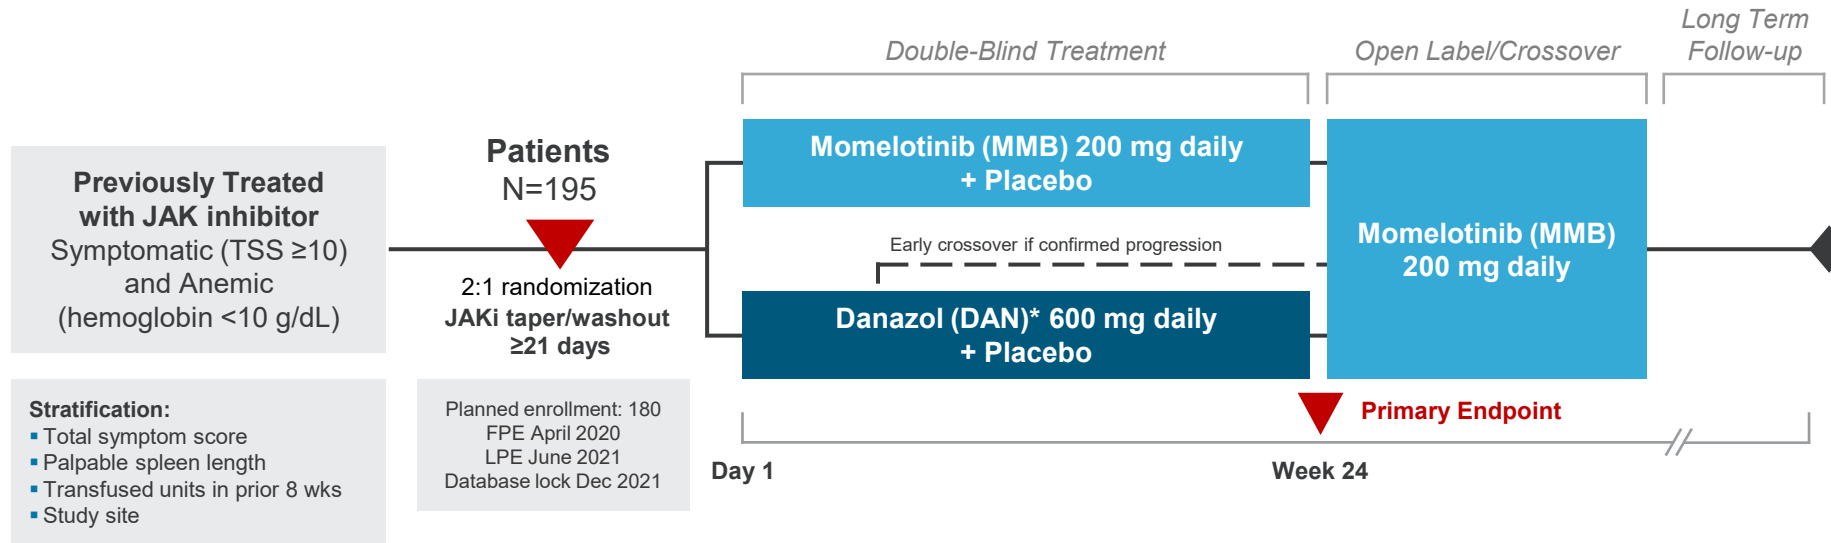 Double-Blind Treatment
Open Label/Crossover
Long Term
Follow-up
Previously Treated
with JAK inhibitor
Symptomatic (TSS ≥10)
and Anemic
(hemoglobin <10 g/dL)
Patients
N=195
2:1 randomization
JAKi taper/washout
≥21 days
Momelotinib (MMB) 200 mg daily
+ Placebo
Early crossover if confirmed progression
Danazol (DAN)* 600 mg daily
+ Placebo
Momelotinib (MMB)
200 mg daily
Stratification:
▪ Total symptom score
▪ Palpable spleen length
▪ Transfused units in prior 8 wks
▪ Study site
Planned enrollment: 180
FPE April 2020
LPE June 2021
Database lock Dec 2021
Primary Endpoint
Day 1
Week 24